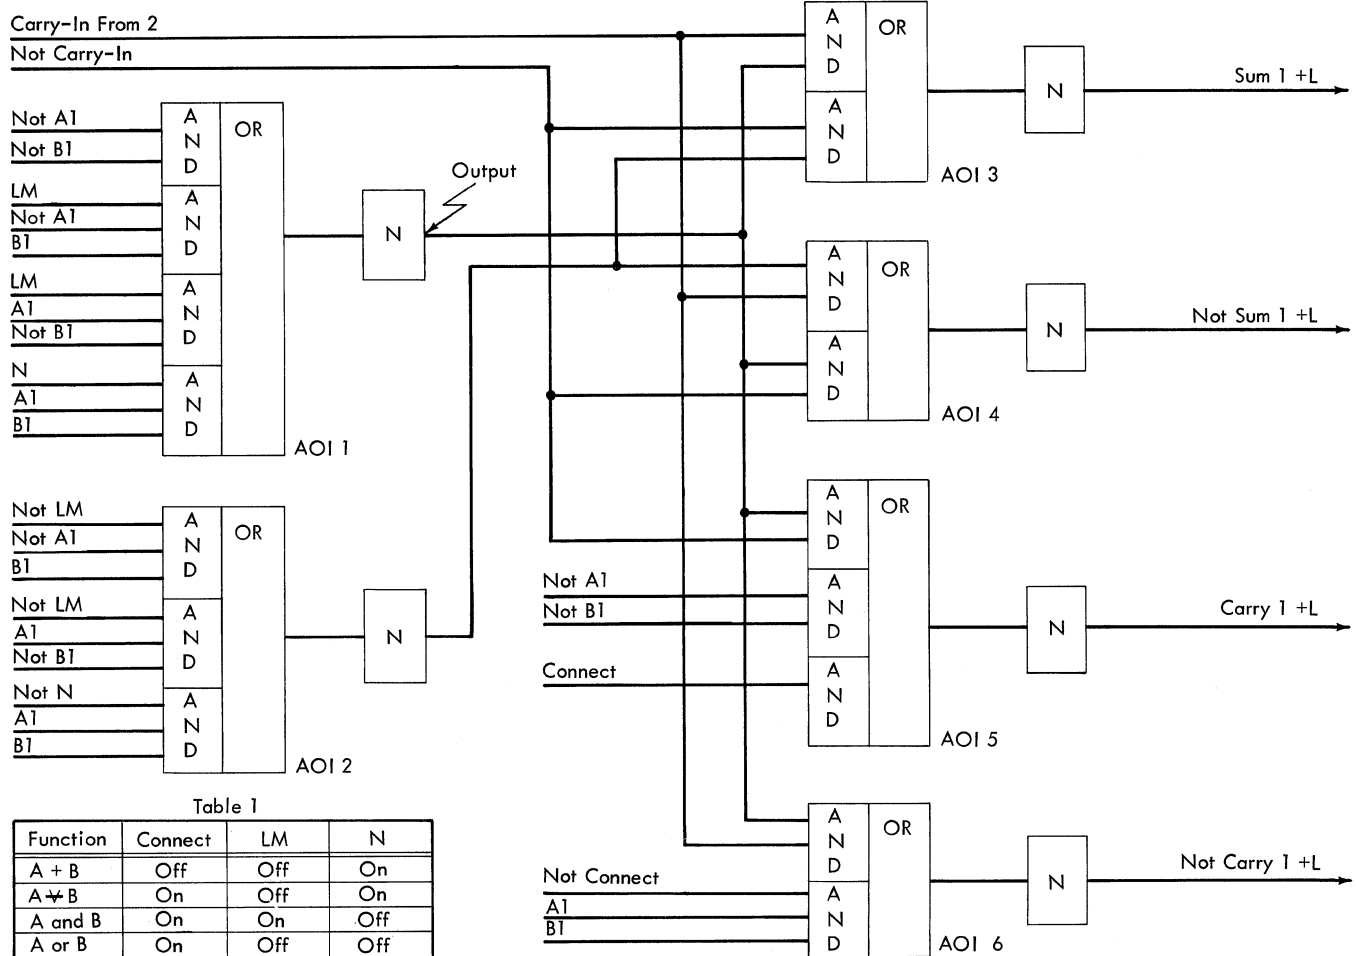 Carry-In From 2
Not Carry-In
Not A1
Not B1
LM
Not A1
B1
LM
A1
Not B1
N
A1
B1
AND
AND
AND
AND
OR
AOI 1
N
Output
Not LM
Not A1
B1
Not LM
A1
Not B1
Not N
A1
B1
AND
AND
AND
OR
AOI 2
N
AND
AND
OR
AOI 3
N
Sum 1 +L
AND
AND
OR
AOI 4
N
Not Sum 1 +L
Not A1
Not B1
Connect
AND
AND
AND
OR
AOI 5
N
Carry 1 +L
Not Connect
A1
B1
AND
AND
OR
AOI 6
N
Not Carry 1 +L
Table 1
Function Connect LM N
A + B Off Off On
A ⊻ B On Off On
A and B On On Off
A or B On Off Off